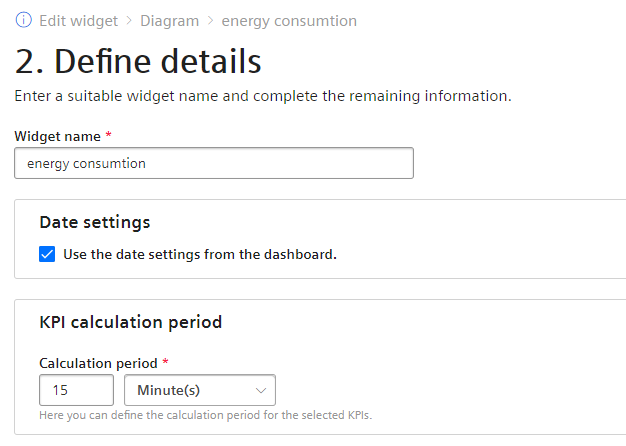 Edit widget > Diagram > energy consumtion
2. Define details
Enter a suitable widget name and complete the remaining information.
Widget name *
energy consumtion
Date settings
Use the date settings from the dashboard.
KPI calculation period
Calculation period *
15 Minute(s)
Here you can define the calculation period for the selected KPIs.